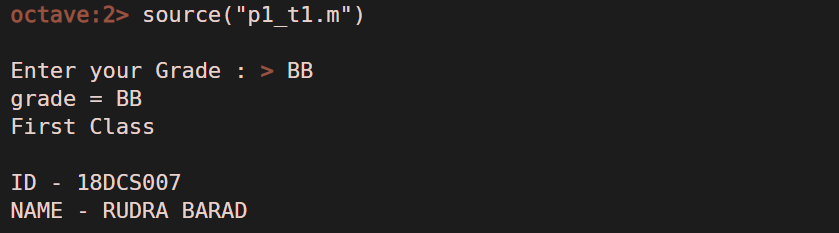 octave:2> source("p1_t1.m")
Enter your Grade : > BB
grade = BB
First Class
ID - 18DCS007
NAME - RUDRA BARAD